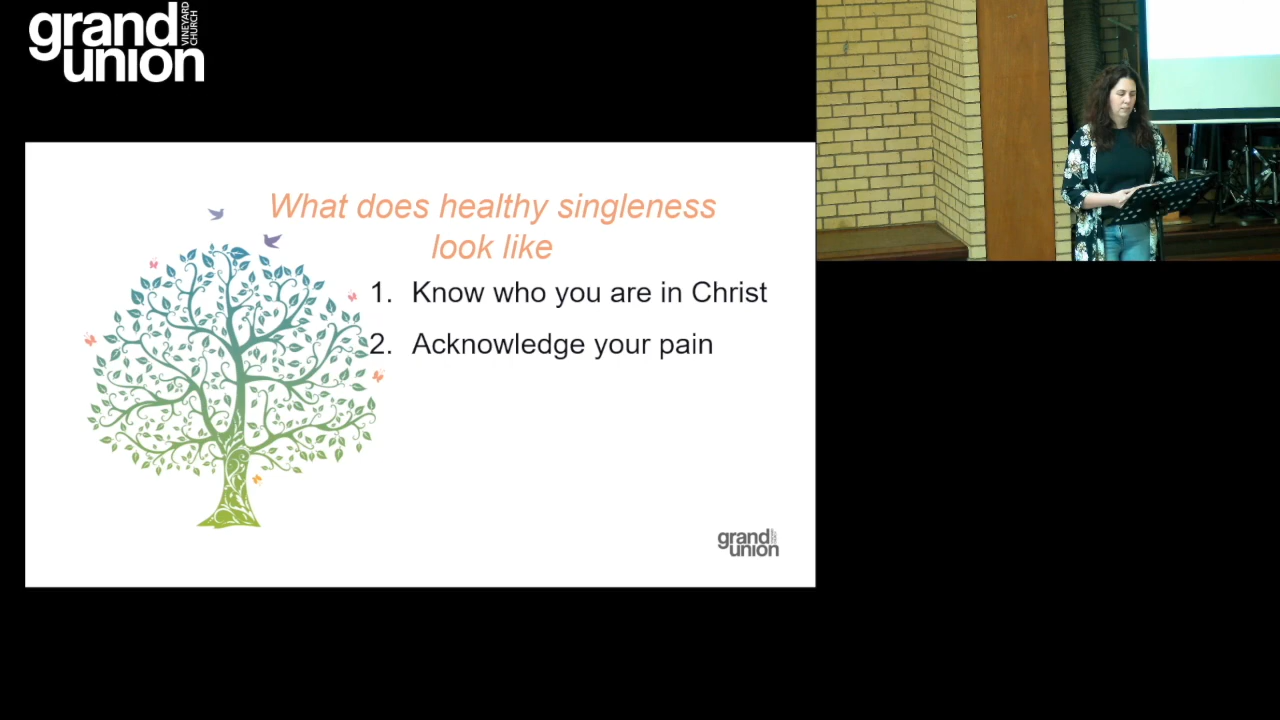 grand
union
VINEYARD
CHURCH
What does healthy singleness
look like
1. Know who you are in Christ
2. Acknowledge your pain
grand
union